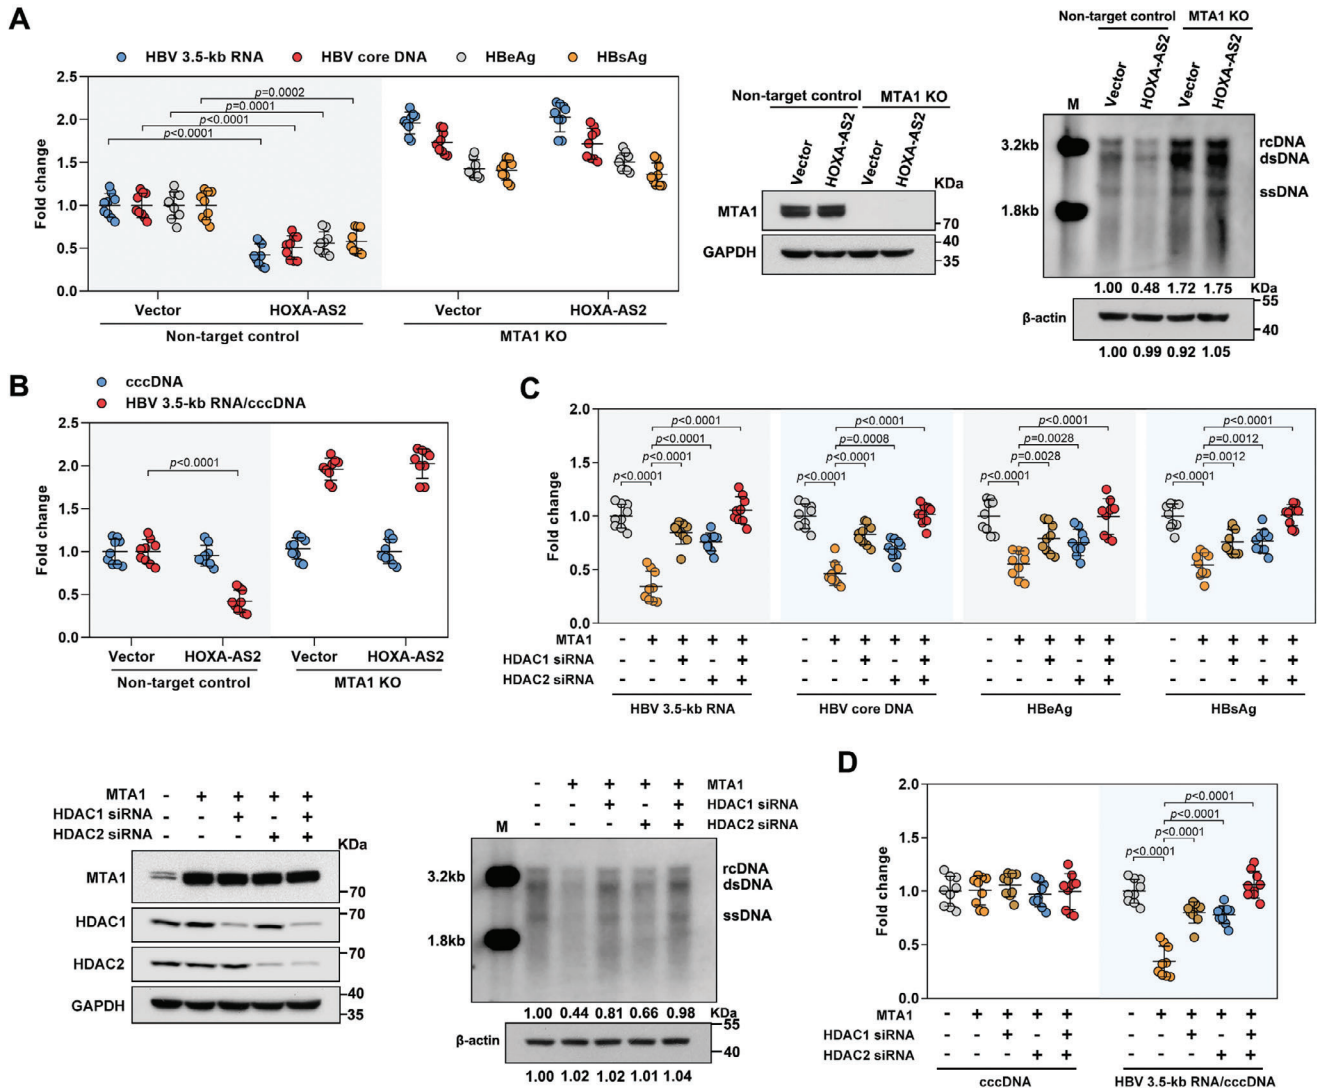 A
HBV 3.5-kb RNA HBV core DNA HBeAg HBsAg
Fold change
2.5
2.0
1.5
1.0
0.5
0.0
p=0.0002
p=0.0001
p<0.0001
p<0.0001
Vector HOXA-AS2 Vector HOXA-AS2
Non-target control MTA1 KO
Non-target control MTA1 KO
Vector HOXA-AS2 Vector HOXA-AS2
KDa
MTA1
70
GAPDH
40
35
Non-target control MTA1 KO
M Vector HOXA-AS2 Vector HOXA-AS2
3.2kb
1.8kb
rcDNA
dsDNA
ssDNA
1.00 0.48 1.72 1.75 KDa
β-actin
55
40
1.00 0.99 0.92 1.05
B
cccDNA
HBV 3.5-kb RNA/cccDNA
Fold change
2.5
2.0
1.5
1.0
0.5
0.0
p<0.0001
Vector HOXA-AS2 Vector HOXA-AS2
Non-target control MTA1 KO
C
Fold change
2.0
1.5
1.0
0.5
0.0
p<0.0001 p<0.0001 p<0.0001 p<0.0001
p<0.0001 p=0.0008 p=0.0028 p=0.0012
p<0.0001 p<0.0001 p=0.0028 p=0.0012
p<0.0001 p<0.0001 p<0.0001 p<0.0001
MTA1 - + + + + - + + + + - + + + + - + + + +
HDAC1 siRNA - - + - + - - + - + - - + - + - - + - +
HDAC2 siRNA - - - + + - - - + + - - - + + - - - + +
HBV 3.5-kb RNA HBV core DNA HBeAg HBsAg
MTA1 - + + + +
HDAC1 siRNA - - + - +
HDAC2 siRNA - - - + +
KDa
MTA1
70
HDAC1
70
HDAC2
70
GAPDH
40
35
- + + + + MTA1
- - + - + HDAC1 siRNA
M - - - + + HDAC2 siRNA
3.2kb
1.8kb
rcDNA
dsDNA
ssDNA
1.00 0.44 0.81 0.66 0.98 KDa
β-actin
55
40
1.00 1.02 1.02 1.01 1.04
D
Fold change
2.0
1.5
1.0
0.5
0.0
p<0.0001
p<0.0001
p<0.0001
p<0.0001
MTA1 - + + + + - + + + +
HDAC1 siRNA - - + - + - - + - +
HDAC2 siRNA - - - + + - - - + +
cccDNA HBV 3.5-kb RNA/cccDNA